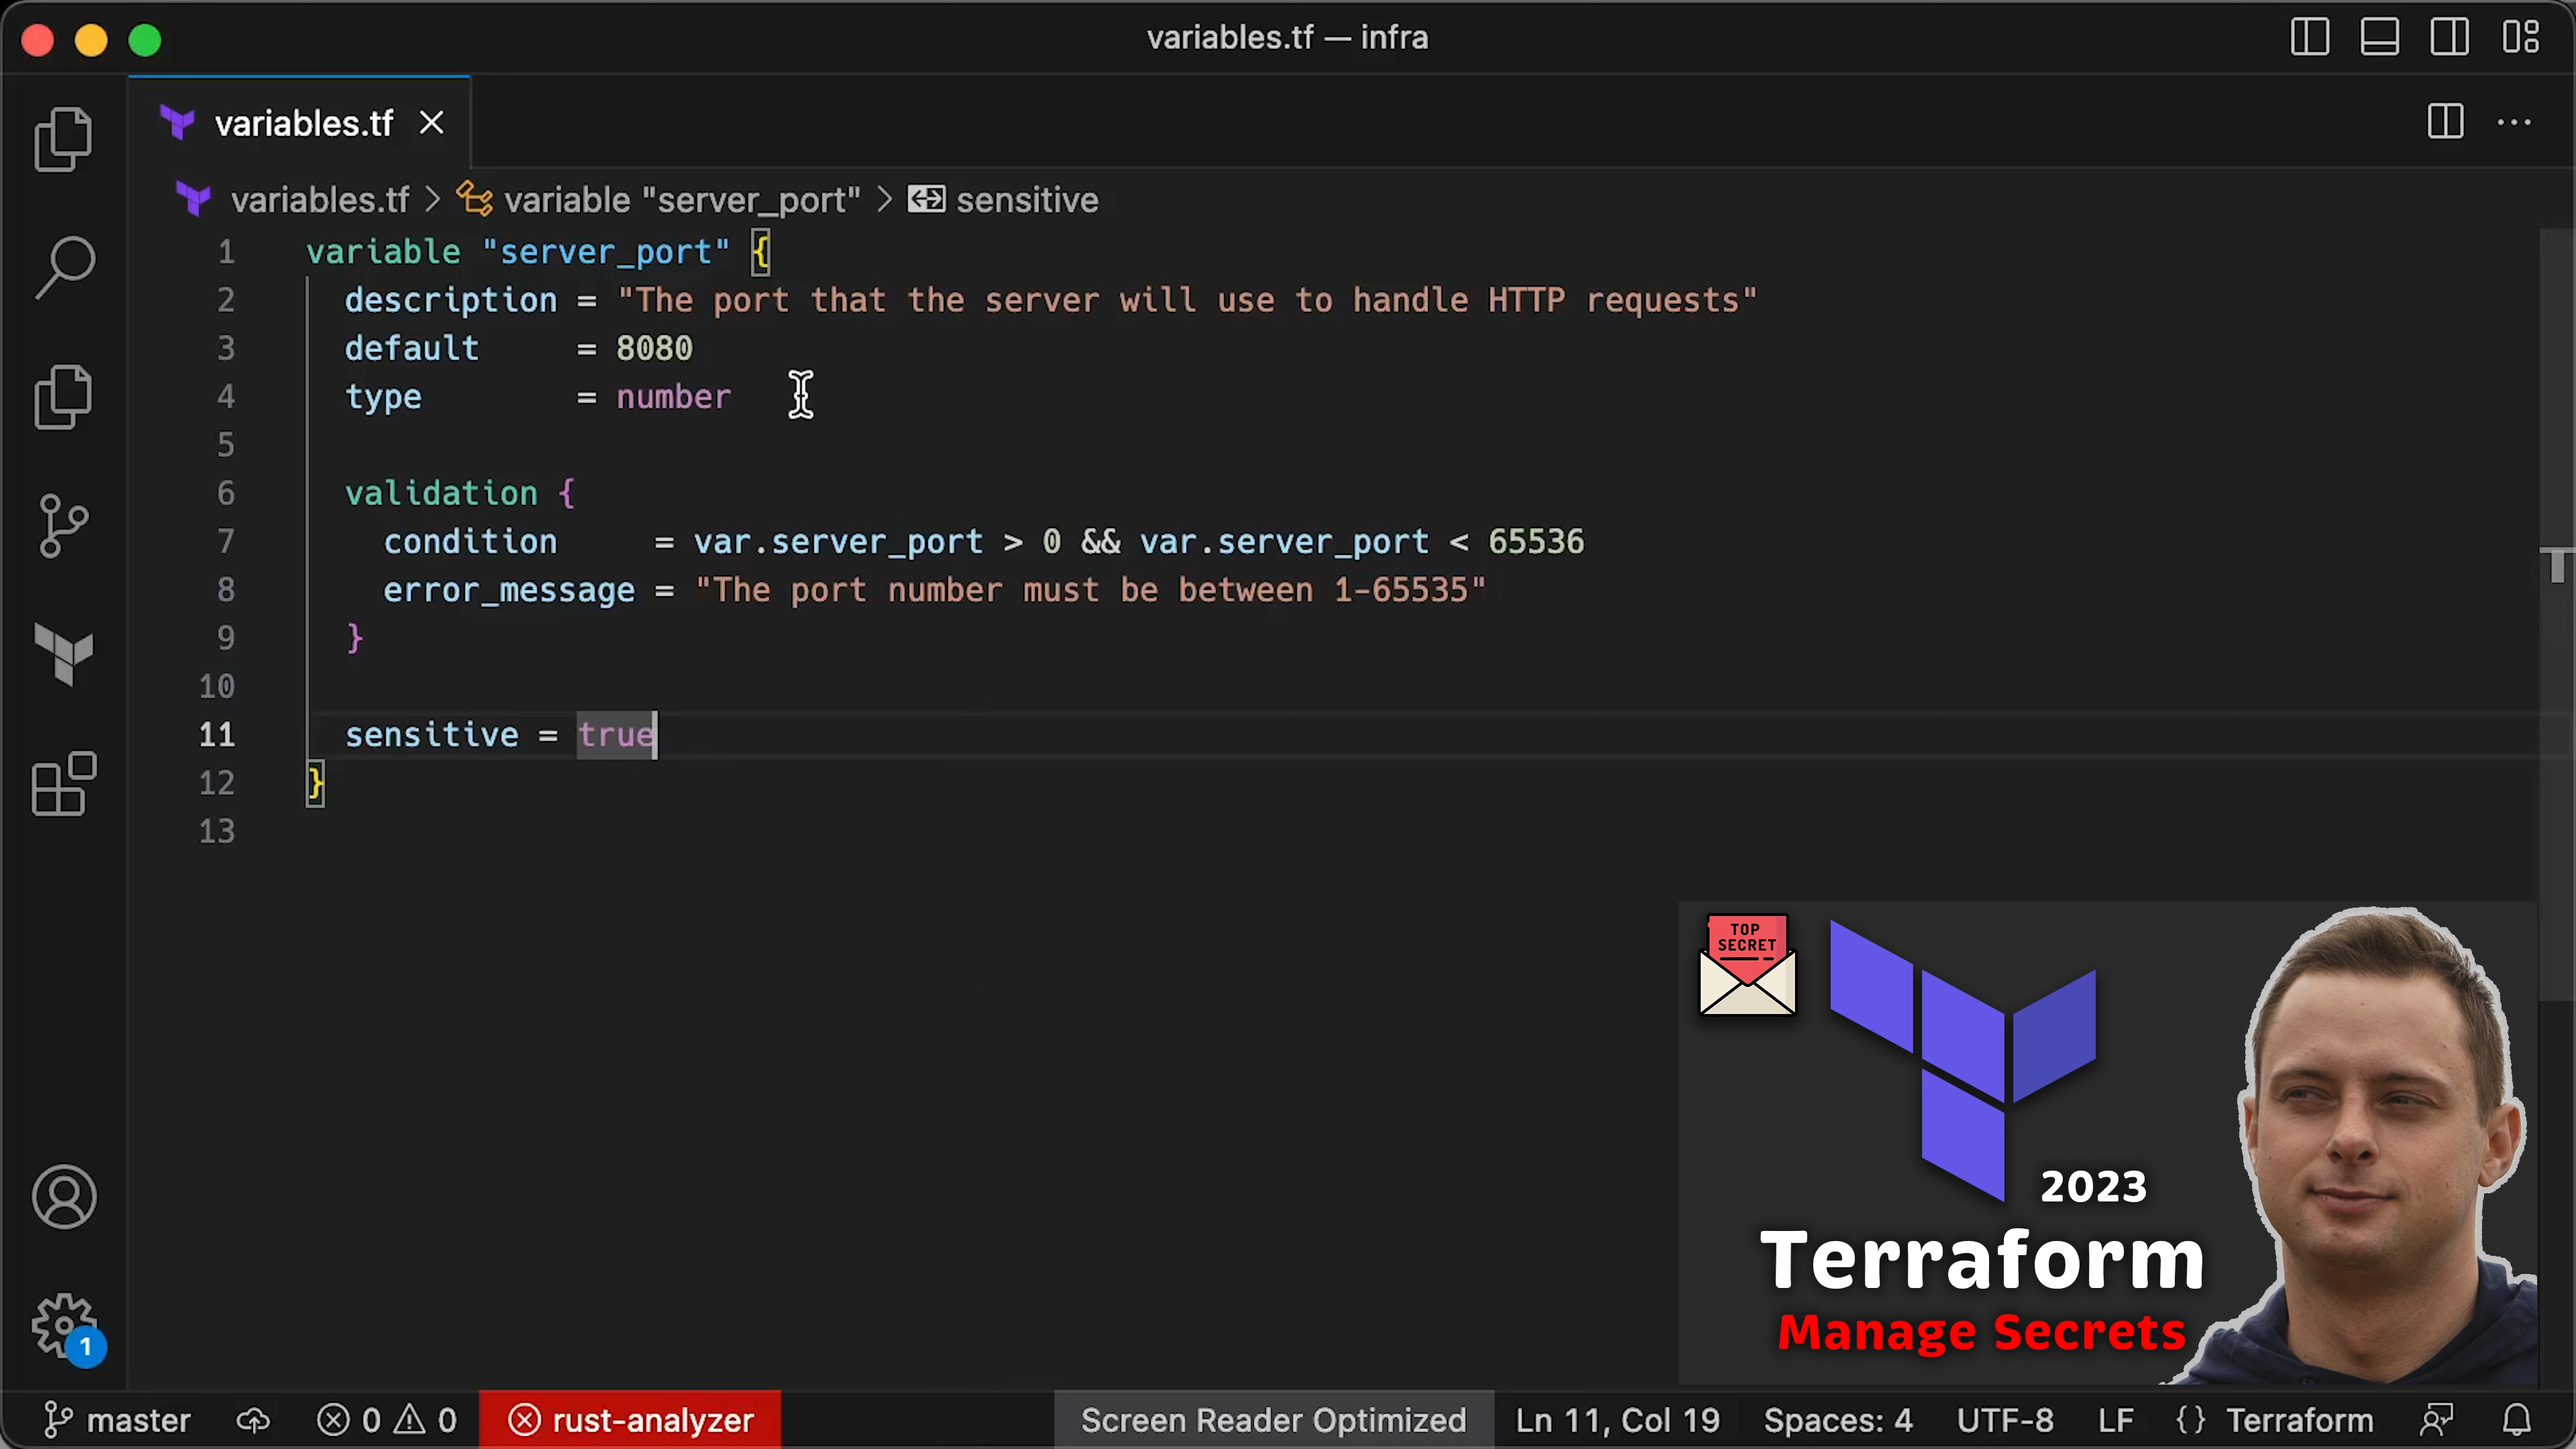 variables.tf — infra
variables.tf
variables.tf > variable "server_port" > sensitive
1 variable "server_port" {
2 description = "The port that the server will use to handle HTTP requests"
3 default = 8080
4 type = number
5
6 validation {
7 condition = var.server_port > 0 && var.server_port < 65536
8 error_message = "The port number must be between 1-65535"
9 }
10
11 sensitive = true
12 }
13
TOP
SECRET
2023
Terraform
Manage Secrets
1
master 0 0 rust-analyzer Screen Reader Optimized Ln 11, Col 19 Spaces: 4 UTF-8 LF {} Terraform